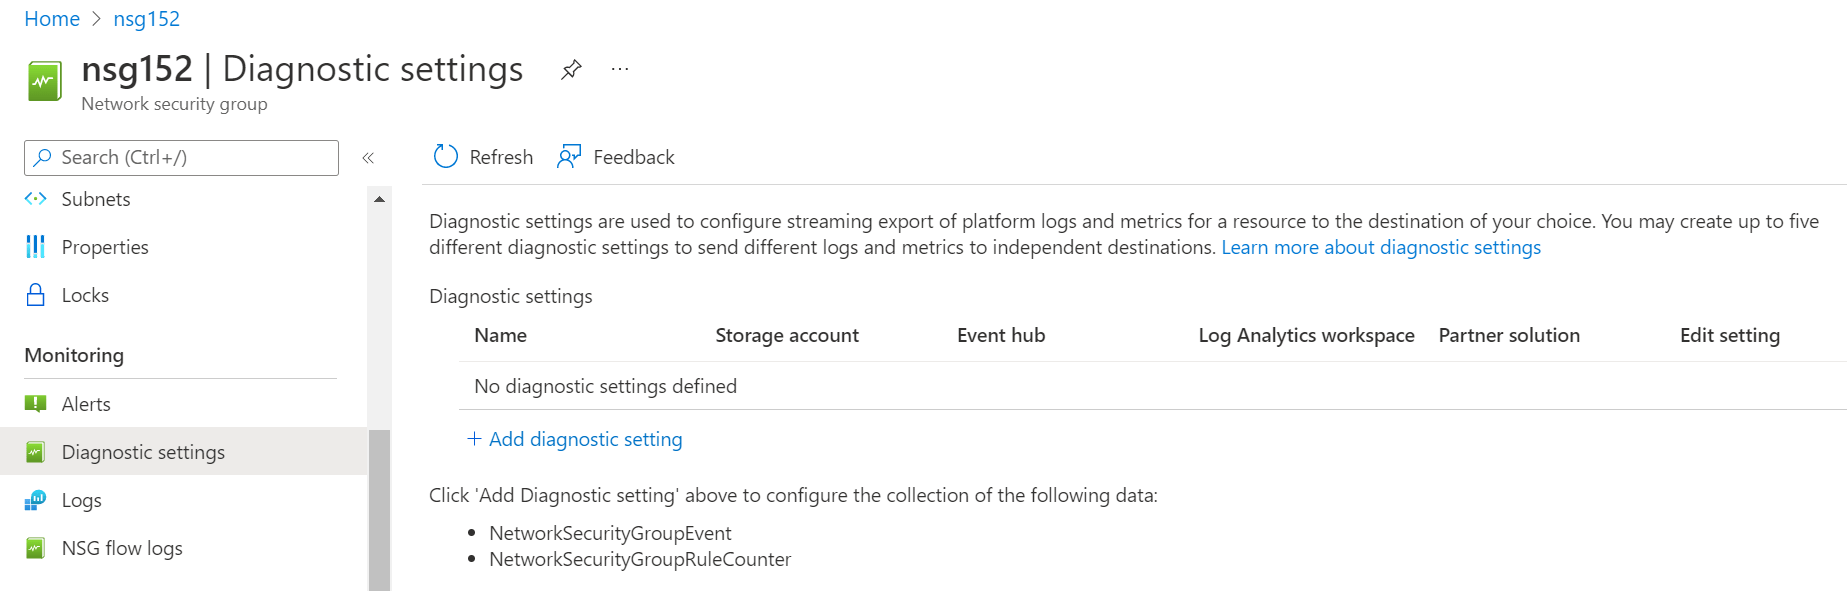 Home > nsg152
nsg152 | Diagnostic settings ...
Network security group
Search (Ctrl+/) «
Subnets
Properties
Locks
Monitoring
Alerts
Diagnostic settings
Logs
NSG flow logs
Refresh Feedback
Diagnostic settings are used to configure streaming export of platform logs and metrics for a resource to the destination of your choice. You may create up to five
different diagnostic settings to send different logs and metrics to independent destinations. Learn more about diagnostic settings
Diagnostic settings
Name Storage account Event hub Log Analytics workspace Partner solution Edit setting
No diagnostic settings defined
+ Add diagnostic setting
Click 'Add Diagnostic setting' above to configure the collection of the following data:
• NetworkSecurityGroupEvent
• NetworkSecurityGroupRuleCounter